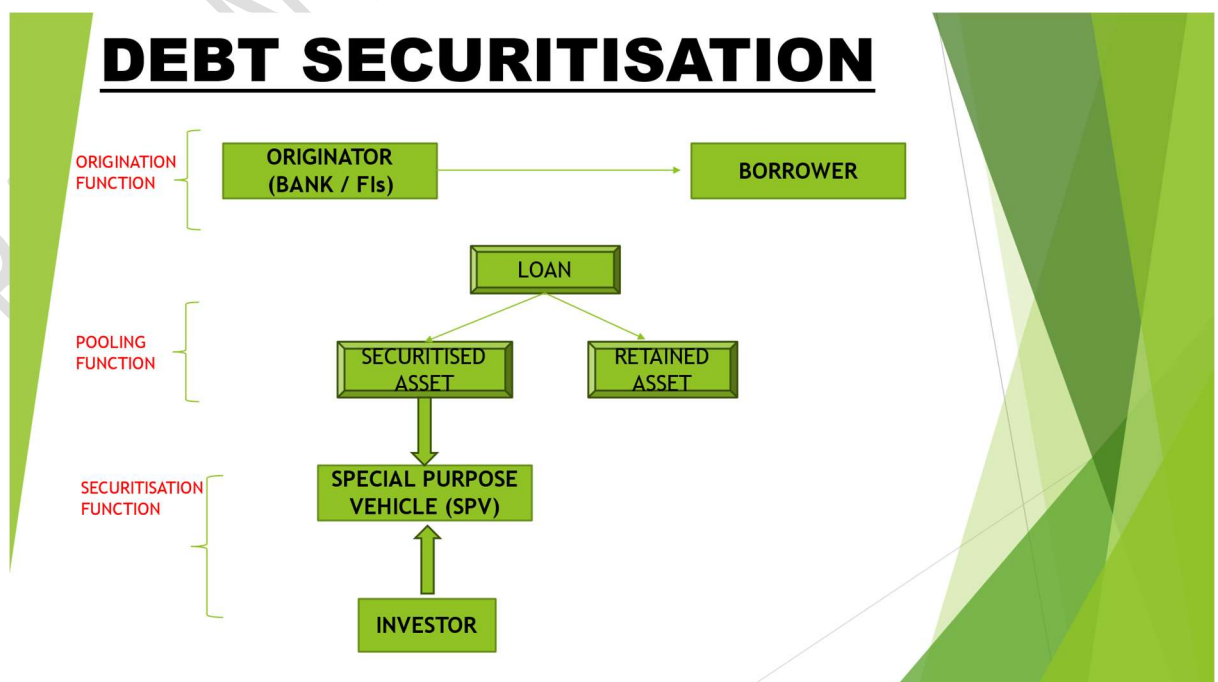 DEBT SECURITISATION
ORIGINATION
FUNCTION
ORIGINATOR
(BANK / FIs)
BORROWER
LOAN
POOLING
FUNCTION
SECURITISED
ASSET
RETAINED
ASSET
SECURITISATION
FUNCTION
SPECIAL PURPOSE
VEHICLE (SPV)
INVESTOR